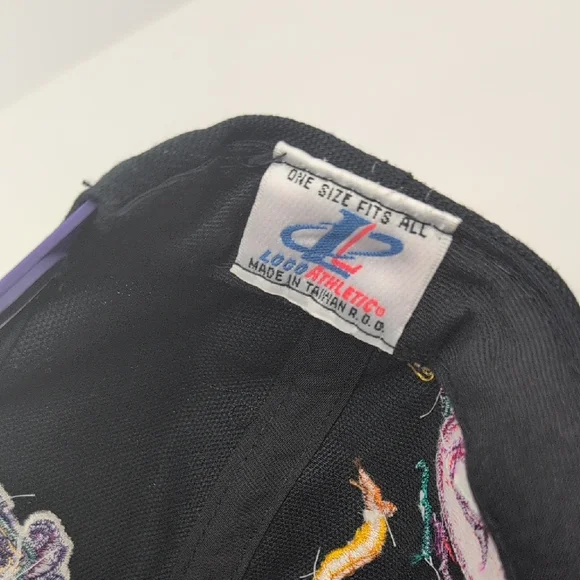 ONE SIZE FITS ALL
LOGO ATHLETIC®
MADE IN TAIWAN R.O.C.